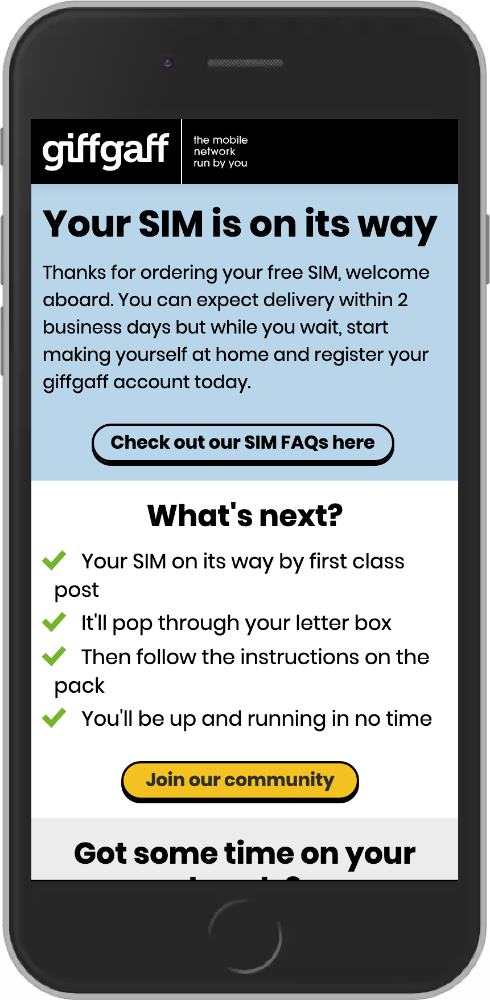 giffgaff
the mobile
network
run by you
Your SIM is on its way
Thanks for ordering your free SIM, welcome
aboard. You can expect delivery within 2
business days but while you wait, start
making yourself at home and register your
giffgaff account today.
Check out our SIM FAQs here
What's next?
Your SIM on its way by first class
post
It'll pop through your letter box
Then follow the instructions on the
pack
You'll be up and running in no time
Join our community
Got some time on your